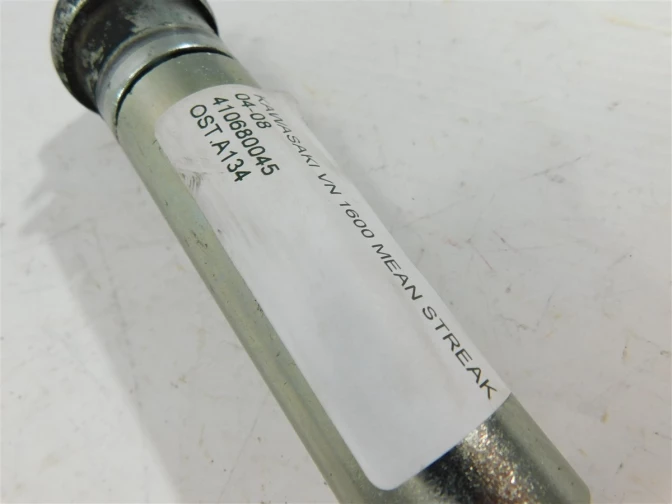 KAWASAKI VN 1600 MEAN STREAK
04-08
410680045
OST.A134